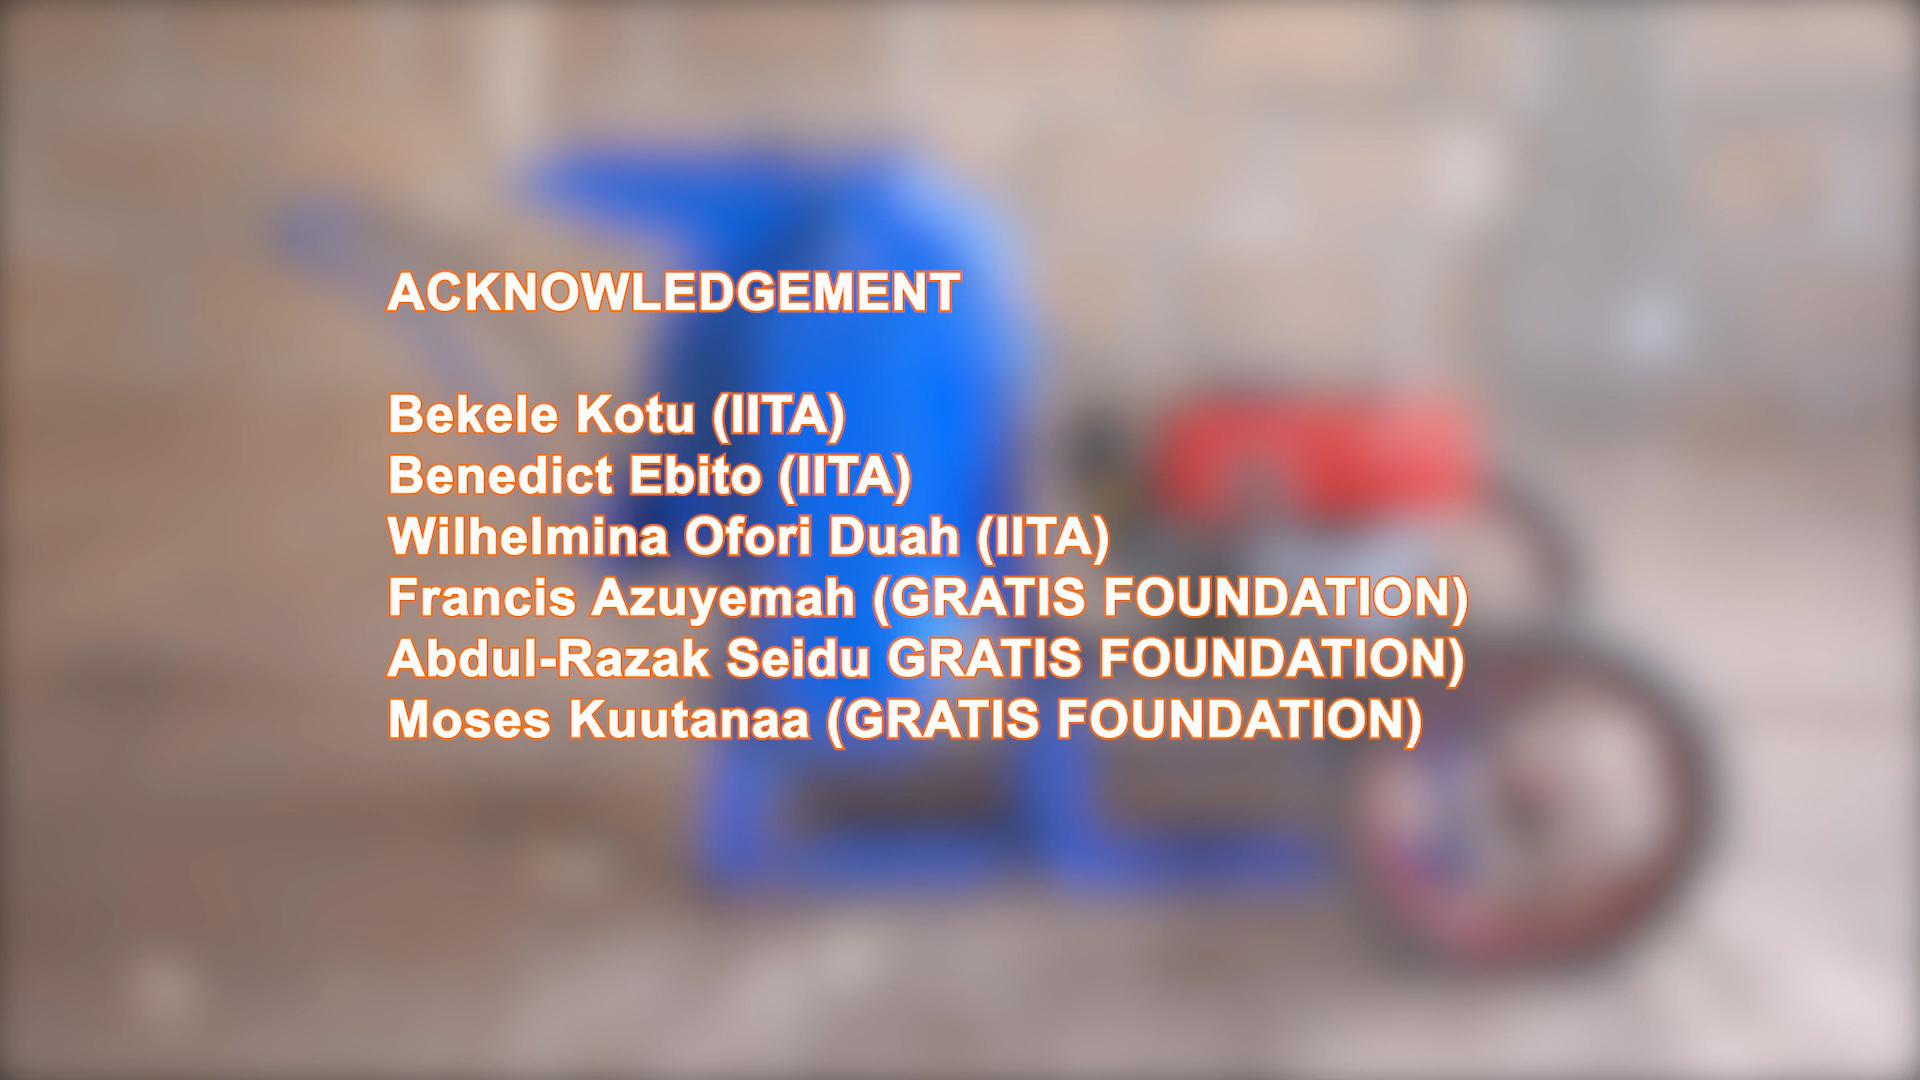 ACKNOWLEDGEMENT
Bekele Kotu (IITA)
Benedict Ebito (IITA)
Wilhelmina Ofori Duah (IITA)
Francis Azuyemah (GRATIS FOUNDATION)
Abdul-Razak Seidu GRATIS FOUNDATION)
Moses Kuutanaa (GRATIS FOUNDATION)